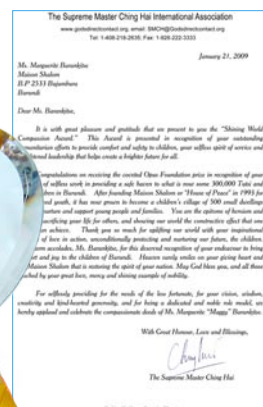 The Supreme Master Ching Hai International Association
www.godsdirectcontact.org; email: SMCH@Godsdirectcontact.org
Tel: 1-408-218-2635; Fax: 1-626-222-3333
January 21, 2009
Ms. Marguerite Barankitse
Maison Shalom
B.P 2533 Bujumbura
Burundi
Dear Ms. Barankitse,
It is with great pleasure and gratitude that we present to you the "Shining World
Compassion Award." This Award is presented in recognition of your outstanding
humanitarian efforts to provide comfort and safety to children, your selfless spirit of service and
leadership that helps create a brighter future for all.
Congratulations on receiving the coveted Opus Foundation prize in recognition of your
of selfless work in providing a safe haven to what is now some 300,000 Tutsi and
children in Burundi. After founding Maison Shalom or "House of Peace" in 1993 for
and youth, it has now grown to become a children's village of 500 small dwellings
nurture and support young people and families. You are the epitome of heroism and
sacrificing your life for others, and showing our world the constructive effect that one
can achieve. Thank you so much for uplifting our world with your inspirational
of love in action, unconditionally protecting and nurturing our future, the children.
accolades, Ms. Barankitse, for this deserved recognition of your endeavour to bring
and joy to the children of Burundi. Heaven surely smiles on your giving heart and
Maison Shalom that is restoring the spirit of your nation. May God bless you, and all those
touched by your great love, mercy and shining example of nobility.
For selflessly providing for the needs of the less fortunate, for your vision, wisdom,
creativity and kind-hearted generosity, and for being a dedicated and noble role model, we
hereby applaud and celebrate the compassionate deeds of Ms. Marguerite "Maggy" Barankitse.
With Great Honour, Love and Blessings,
The Supreme Master Ching Hai